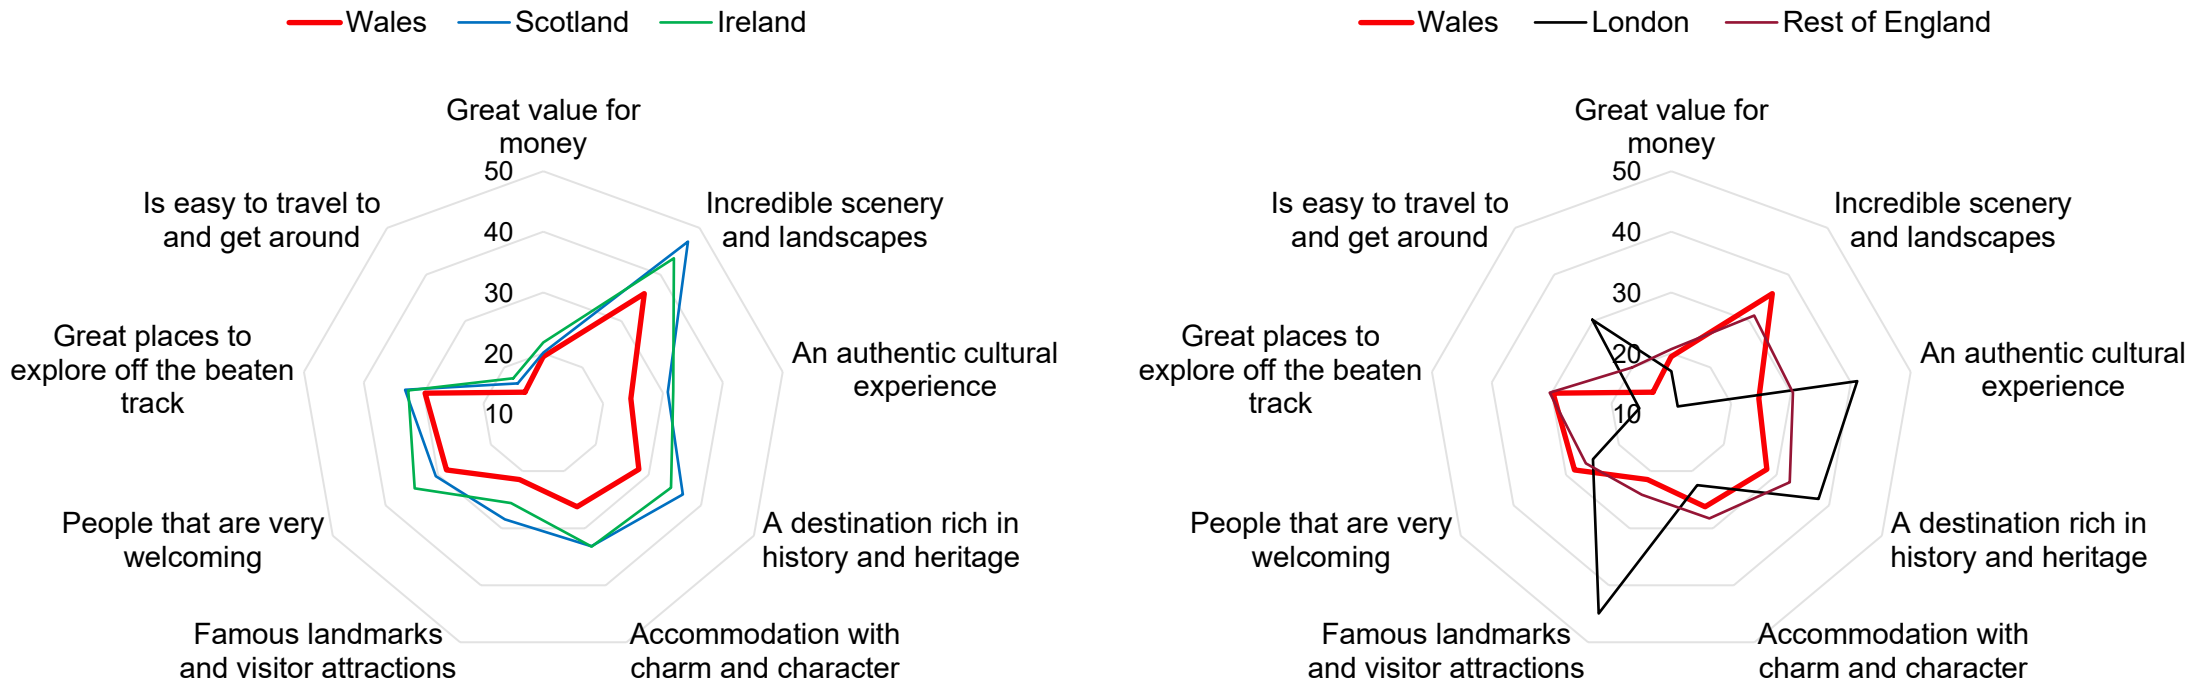 Wales Scotland Ireland
Great value for
money
50
40
30
20
10
Incredible scenery
and landscapes
An authentic cultural
experience
A destination rich in
history and heritage
Accommodation with
charm and character
Famous landmarks
and visitor attractions
People that are very
welcoming
Great places to
explore off the beaten
track
Is easy to travel to
and get around
Wales London Rest of England
Great value for
money
50
40
30
20
10
Incredible scenery
and landscapes
An authentic cultural
experience
A destination rich in
history and heritage
Accommodation with
charm and character
Famous landmarks
and visitor attractions
People that are very
welcoming
Great places to
explore off the beaten
track
Is easy to travel to
and get around